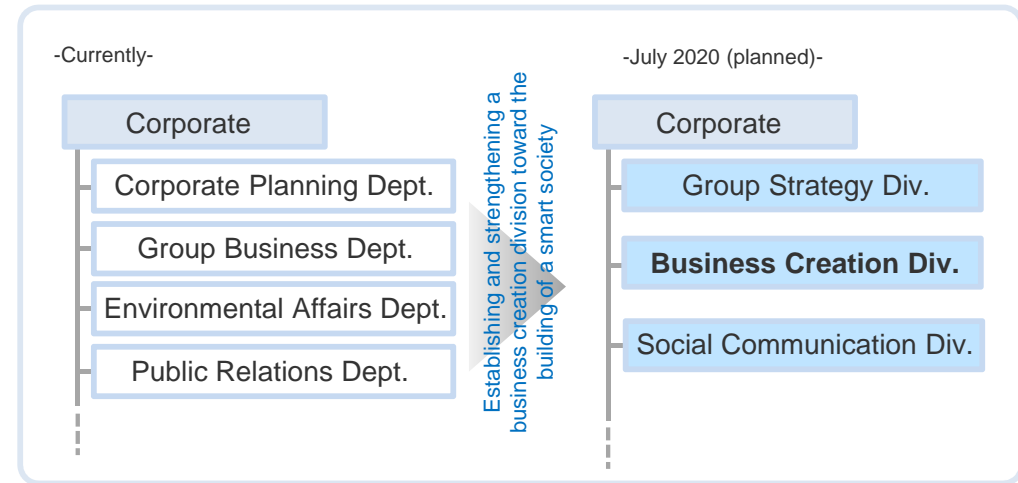 -Currently-
Corporate
Corporate Planning Dept.
Group Business Dept.
Environmental Affairs Dept.
Public Relations Dept.
Establishing and strengthening a
business creation division toward the
building of a smart society
-July 2020 (planned)-
Corporate
Group Strategy Div.
Business Creation Div.
Social Communication Div.